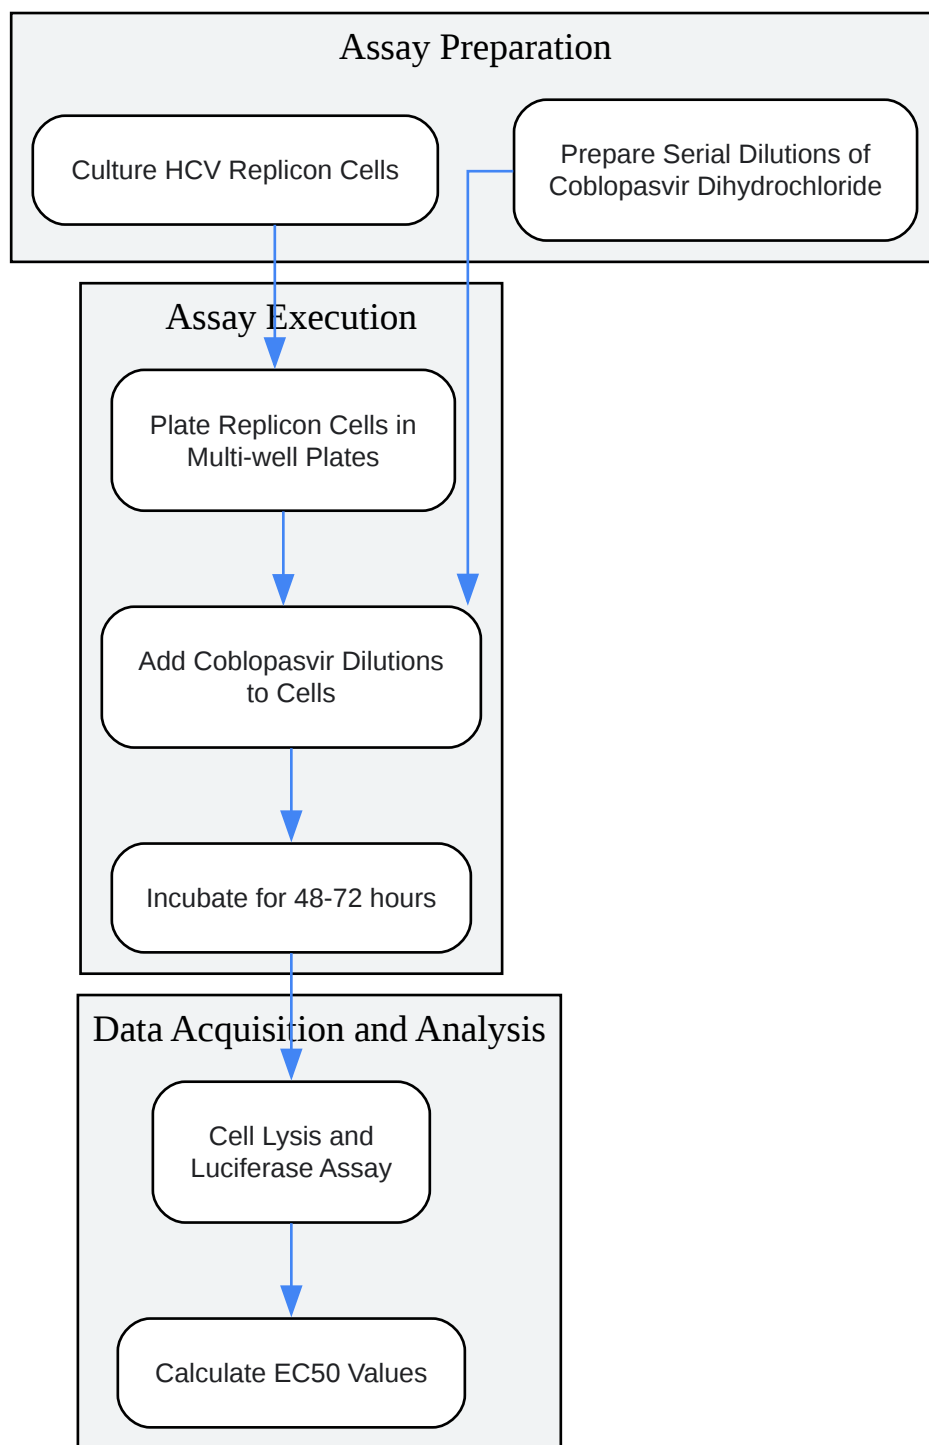 Assay Preparation
Culture HCV Replicon Cells
Prepare Serial Dilutions of
Coblopasvir Dihydrochloride
Assay Execution
Plate Replicon Cells in
Multi-well Plates
Add Coblopasvir Dilutions
to Cells
Incubate for 48-72 hours
Data Acquisition and Analysis
Cell Lysis and
Luciferase Assay
Calculate EC50 Values